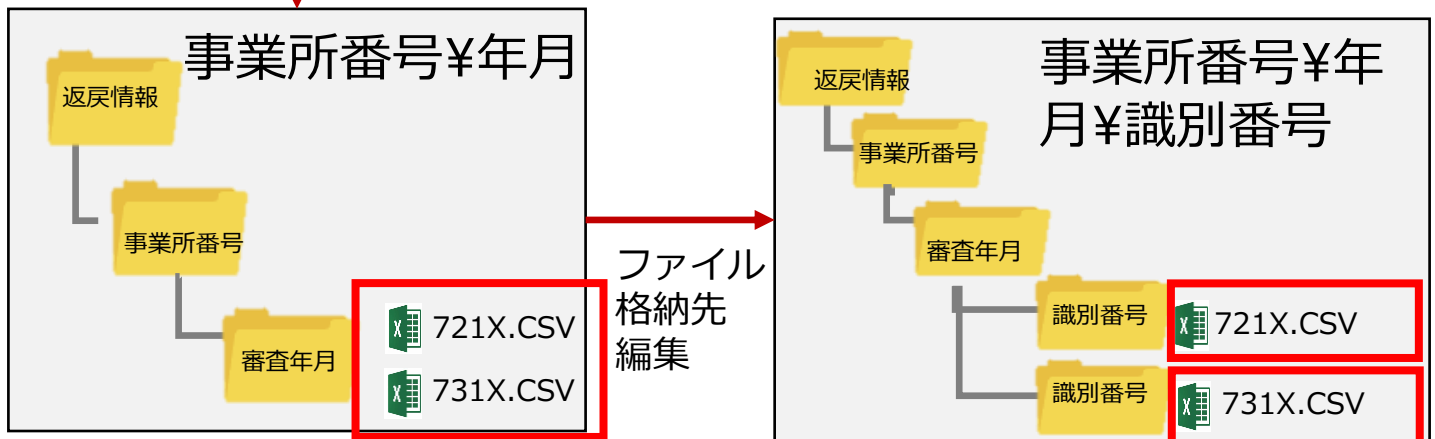 事業所番号¥年月
返戻情報
事業所番号
審査年月
721X.CSV
731X.CSV
ファイル
格納先
編集
事業所番号¥年
月¥識別番号
返戻情報
事業所番号
審査年月
識別番号
721X.CSV
識別番号
731X.CSV